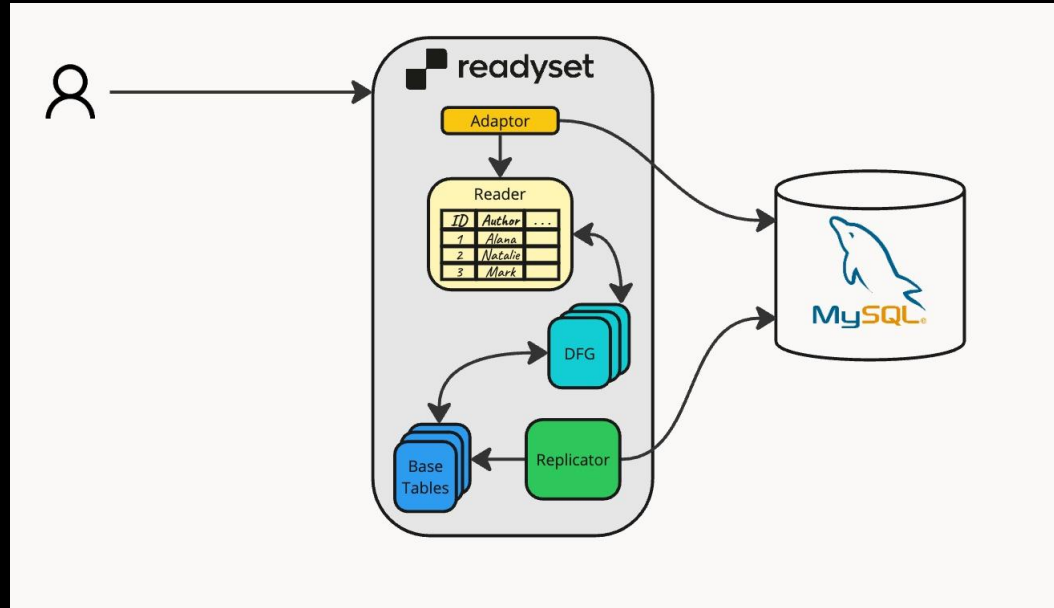 readyset
Adaptor
Reader
ID Author ...
1 Alana
2 Natalie
3 Mark
DFG
MySQL®
Base
Tables
Replicator